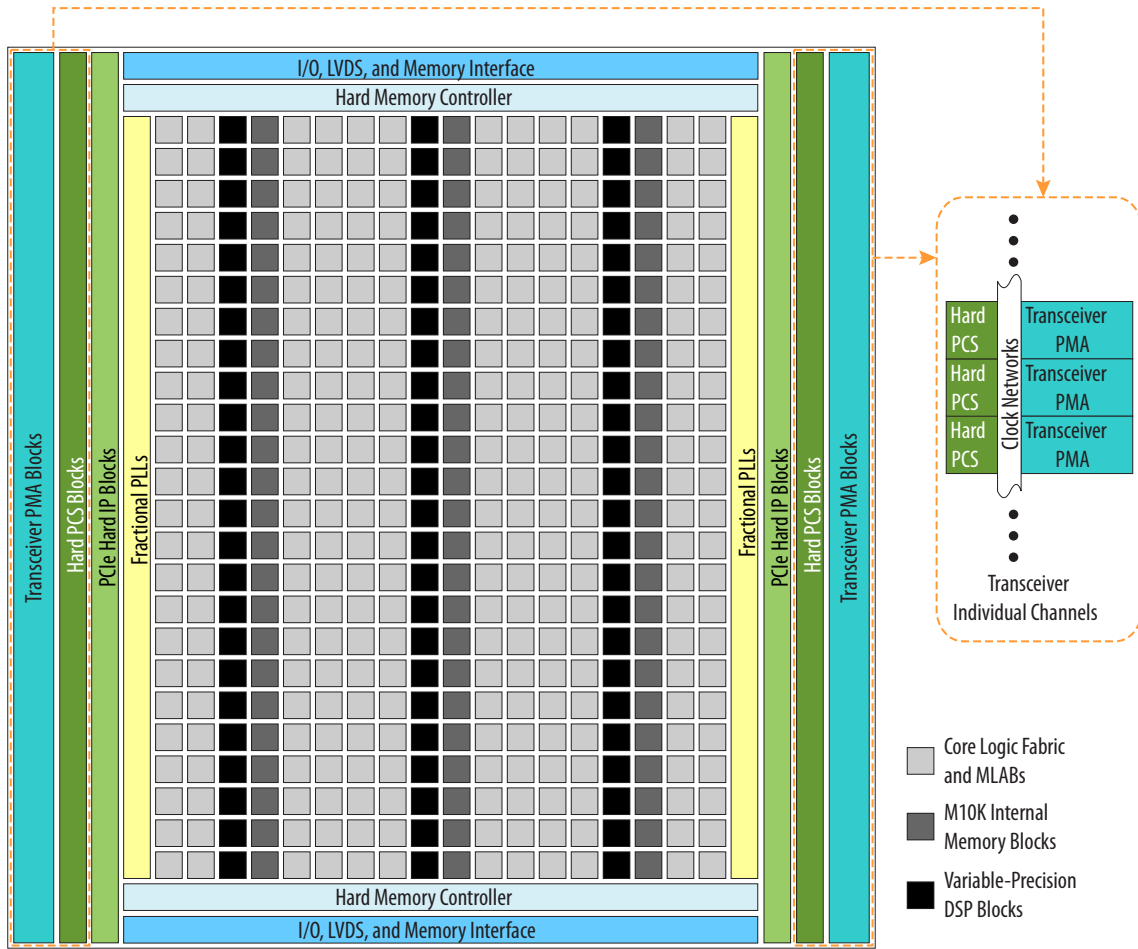 I/O, LVDS, and Memory Interface
Hard Memory Controller
Transceiver PMA Blocks
Hard PCS Blocks
PCIe Hard IP Blocks
Fractional PLLs
Fractional PLLs
PCIe Hard IP Blocks
Hard PCS Blocks
Transceiver PMA Blocks
Hard Memory Controller
I/O, LVDS, and Memory Interface
Hard
PCS
Transceiver
PMA
Hard
PCS
Transceiver
PMA
Hard
PCS
Transceiver
PMA
Clock Networks
Transceiver
Individual Channels
Core Logic Fabric
and MLABs
M10K Internal
Memory Blocks
Variable-Precision
DSP Blocks